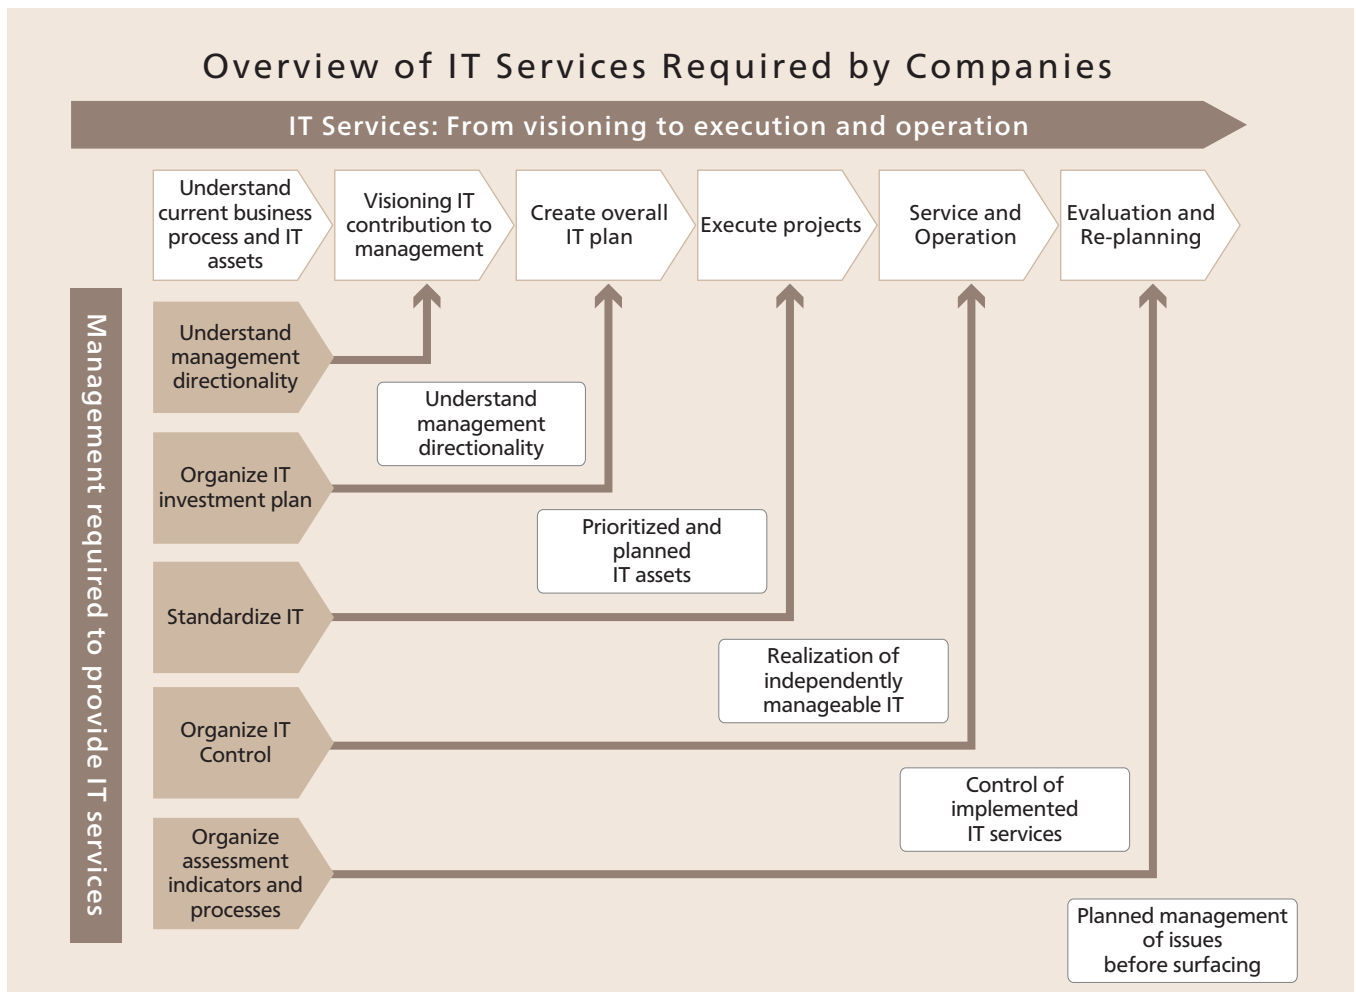 Overview of IT Services Required by Companies
IT Services: From visioning to execution and operation
Understand
current business
process and IT
assets
Visioning IT
contribution to
management
Create overall
IT plan
Execute projects
Service and
Operation
Evaluation and
Re-planning
Management required to provide IT services
Understand
management
directionality
Understand
management
directionality
Organize IT
investment plan
Prioritized and
planned
IT assets
Standardize IT
Realization of
independently
manageable IT
Organize IT
Control
Control of
implemented
IT services
Organize
assessment
indicators and
processes
Planned management
of issues
before surfacing